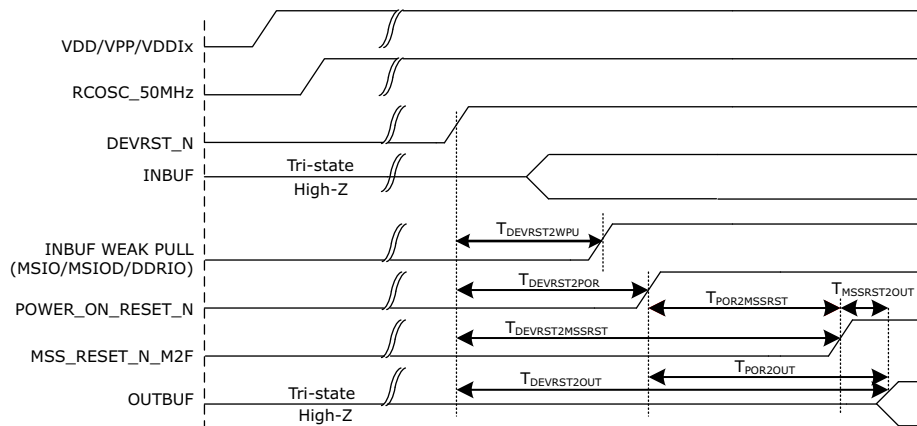 VDD/VPP/VDDIx
RCOSC_50MHz
DEVRST_N
INBUF
Tri-state
High-Z
TDEVRST2WPU
INBUF WEAK PULL
(MSIO/MSIOD/DDRIO)
TDEVRST2POR
TPOR2MSSRST
TMSSRST2OUT
POWER_ON_RESET_N
TDEVRST2MSSRST
MSS_RESET_N_M2F
TPOR2OUT
TDEVRST2OUT
OUTBUF
Tri-state
High-Z